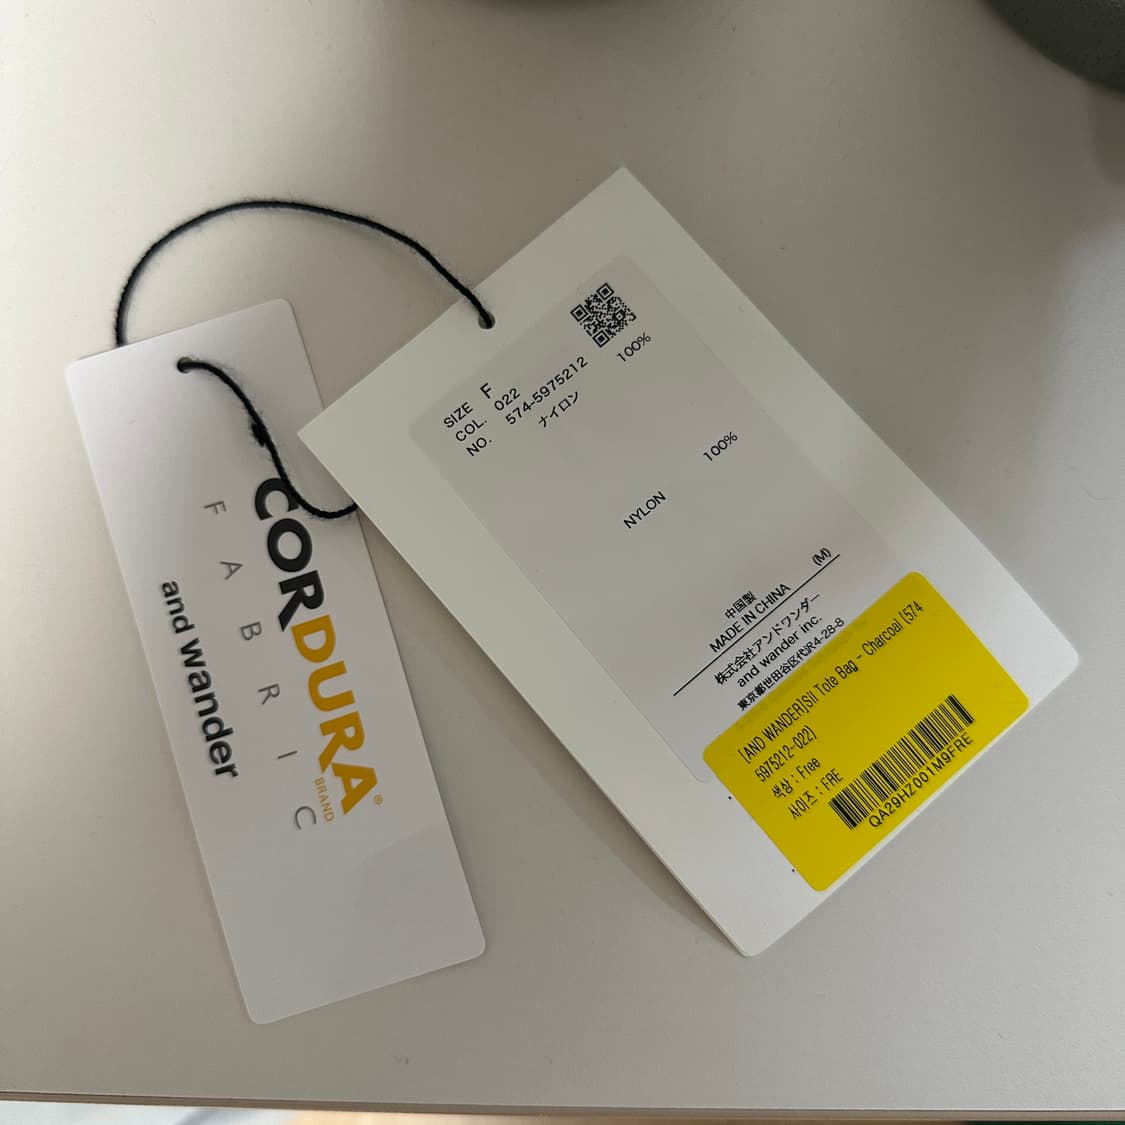 CORDURA®
BRAND
FABRIC
and wander
SIZE F
COL. 022
NO. 574-5975212
ナイロン 100%
NYLON 100%
(M)
中国製
MADE IN CHINA
株式会社アンドワンダー
and wander inc.
東京都世田谷区代沢4-28-8
[AND WANDER]Sil Tote Bag - Charcoal (574
5975212-022)
색상 : Free
사이즈 : FRE
QA29HZ001M9FRE